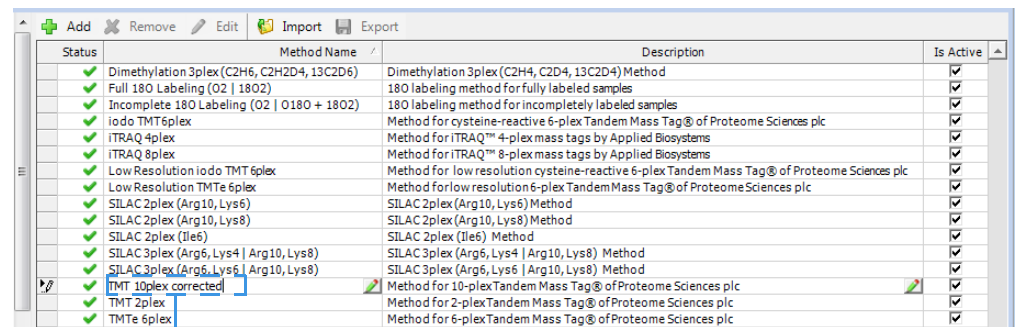 Add Remove Edit Import Export
Status Method Name Description Is Active
Dimethylation 3plex (C2H6, C2H2D4, 13C2D6) Dimethylation 3plex (C2H4, C2D4, 13C2D4) Method
Full 18O Labeling (O2 | 18O2) 18O labeling method for fully labeled samples
Incomplete 18O Labeling (O2 | O18O + 18O2) 18O labeling method for incompletely labeled samples
iodo TMT6plex Method for cysteine-reactive 6-plex Tandem Mass Tag® of Proteome Sciences plc
iTRAQ 4plex Method for iTRAQ™ 4-plex mass tags by Applied Biosystems
iTRAQ 8plex Method for iTRAQ™ 8-plex mass tags by Applied Biosystems
Low Resolution iodo TMT 6plex Method for low resolution cysteine-reactive 6-plex Tandem Mass Tag® of Proteome Sciences plc
Low Resolution TMTe 6plex Method for low resolution 6-plex Tandem Mass Tag® of Proteome Sciences plc
SILAC 2plex (Arg10, Lys6) SILAC 2plex (Arg10, Lys6) Method
SILAC 2plex (Arg10, Lys8) SILAC 2plex (Arg10, Lys8) Method
SILAC 2plex (Ile6) SILAC 2plex (Ile6) Method
SILAC 3plex (Arg6, Lys4 | Arg10, Lys8) SILAC 3plex (Arg6, Lys4 | Arg10, Lys8) Method
SILAC 3plex (Arg6, Lys6 | Arg10, Lys8) SILAC 3plex (Arg6, Lys6 | Arg10, Lys8) Method
TMT 10plex corrected Method for 10-plex Tandem Mass Tag® of Proteome Sciences plc
TMT 2plex Method for 2-plex Tandem Mass Tag® of Proteome Sciences plc
TMTe 6plex Method for 6-plex Tandem Mass Tag® of Proteome Sciences plc